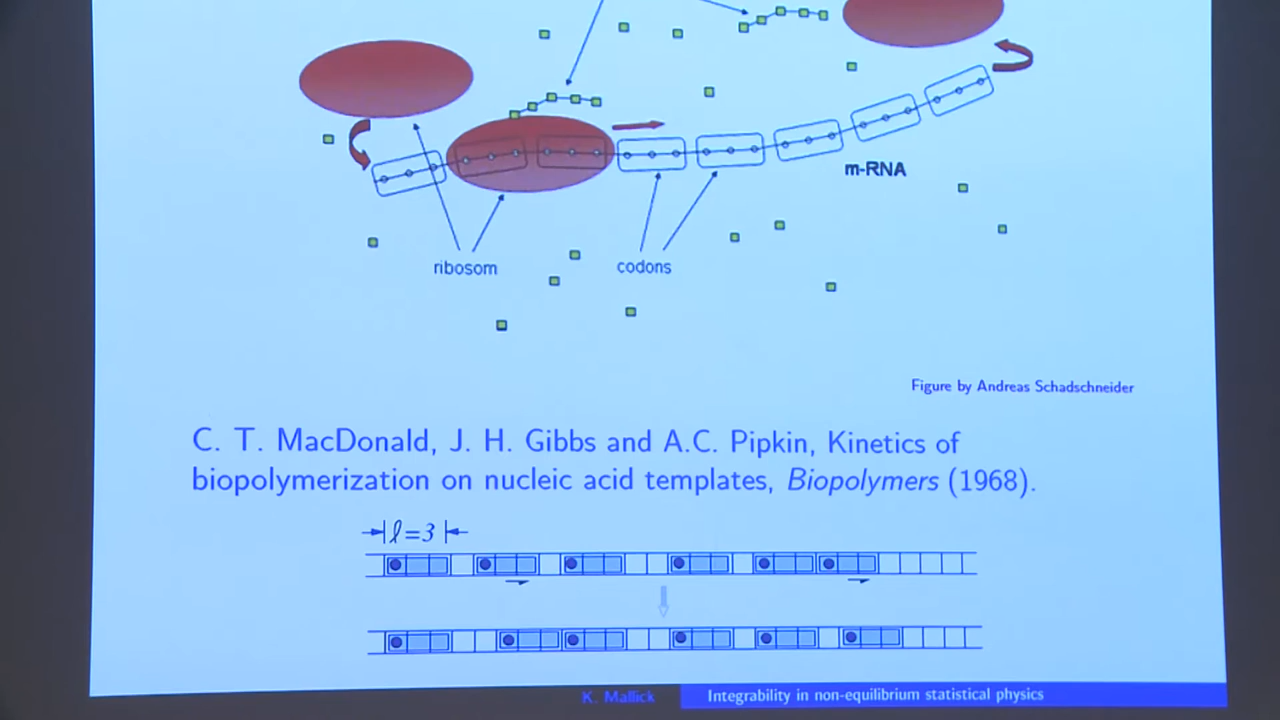 m-RNA
ribosom
codons
Figure by Andreas Schadschneider
C. T. MacDonald, J. H. Gibbs and A.C. Pipkin, Kinetics of
biopolymerization on nucleic acid templates, Biopolymers (1968).
ℓ=3
K. Mallick
Integrability in non-equilibrium statistical physics